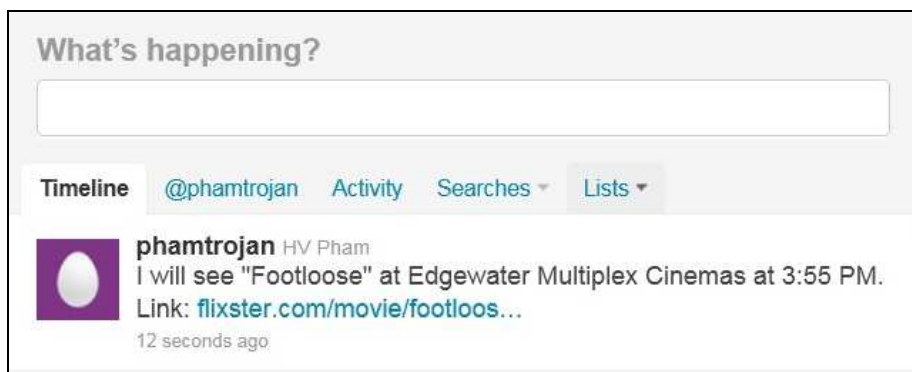 What's happening?
Timeline @phamtrojan Activity Searches Lists
phamtrojan HV Pham
I will see "Footloose" at Edgewater Multiplex Cinemas at 3:55 PM.
Link: flixster.com/movie/footloos...
12 seconds ago